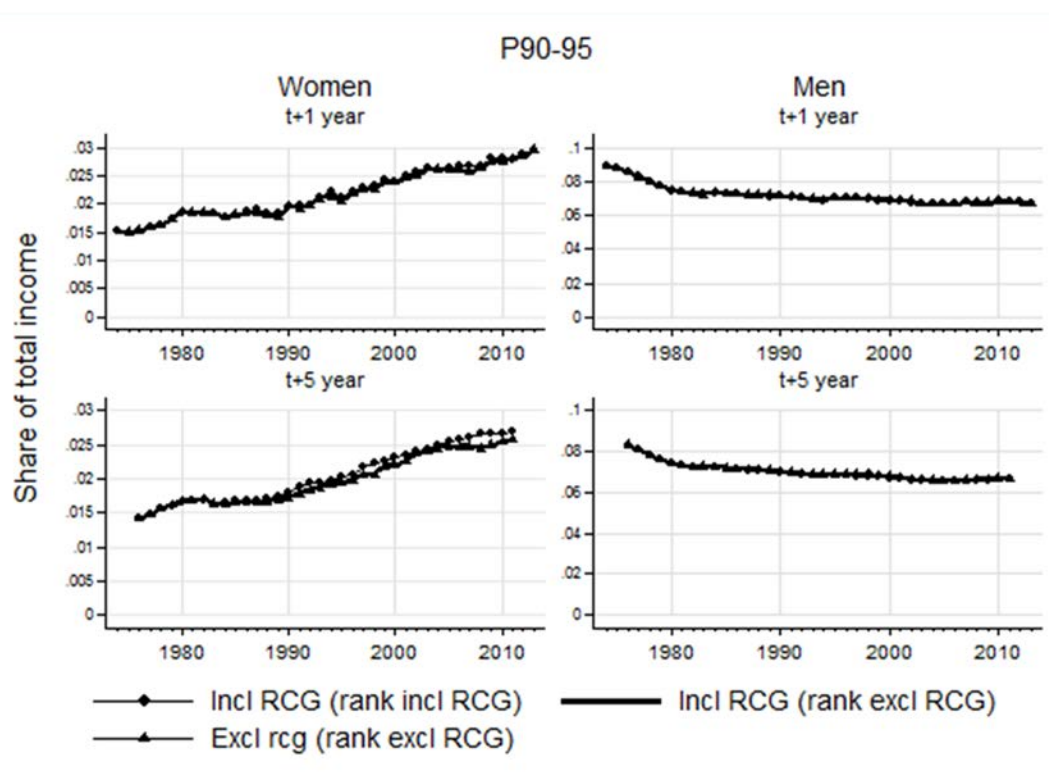 P90-95
Women
t+1 year
Men
t+1 year
Share of total income
.03
.025
.02
.015
.01
.005
0
1980 1990 2000 2010
.1
.08
.06
.04
.02
0
1980 1990 2000 2010
t+5 year
.03
.025
.02
.015
.01
.005
0
1980 1990 2000 2010
t+5 year
.1
.08
.06
.04
.02
0
1980 1990 2000 2010
Incl RCG (rank incl RCG)
Incl RCG (rank excl RCG)
Excl rcg (rank excl RCG)